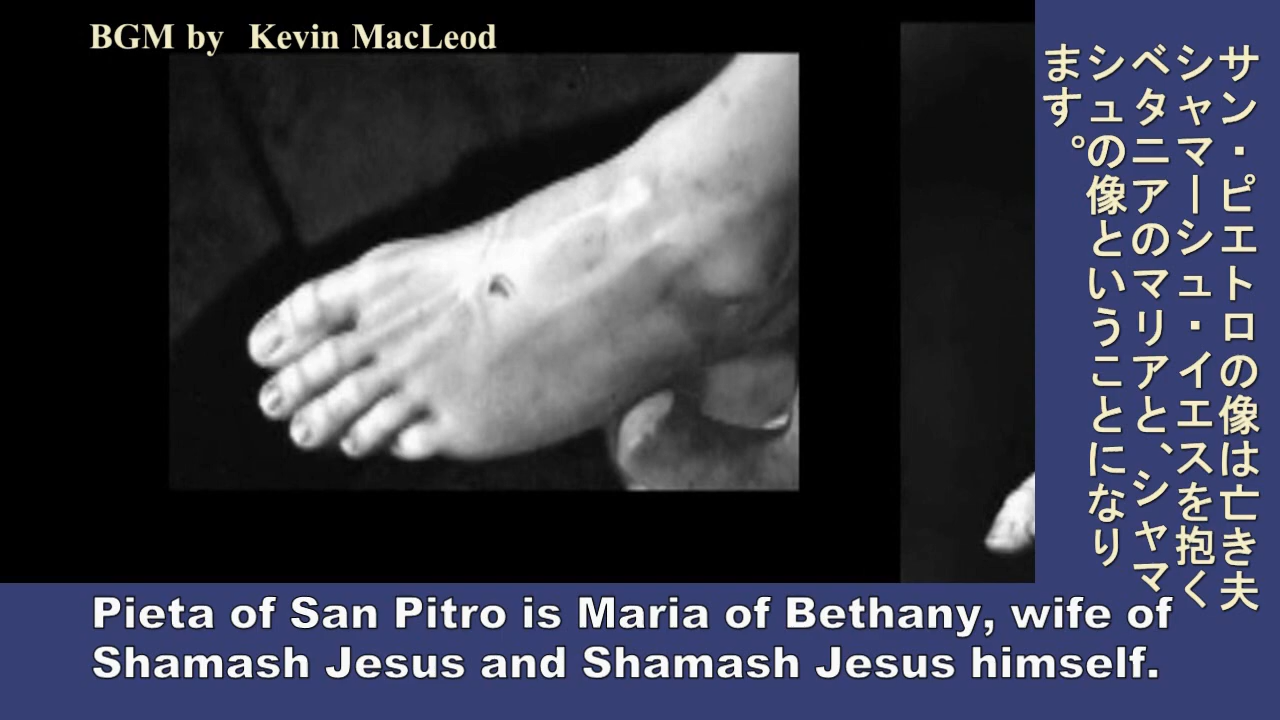 BGM by Kevin MacLeod
サン・ピエトロの像は亡き夫
シャマーシュ・イエスを抱く
ベタニアのマリアと、シャマ
シュの像ということになり
ます。
Pieta of San Pitro is Maria of Bethany, wife of
Shamash Jesus and Shamash Jesus himself.